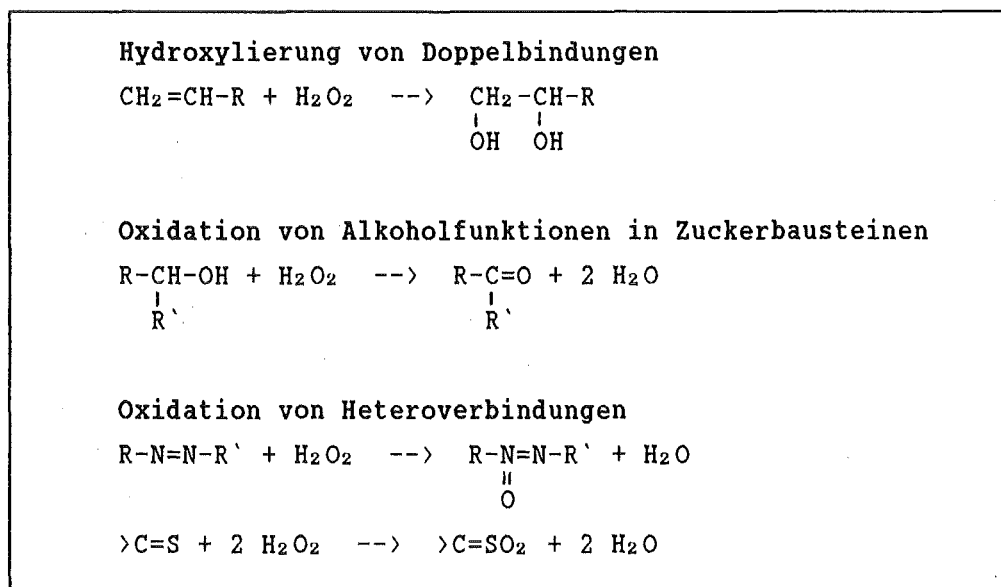 Hydroxylierung von Doppelbindungen
CH₂=CH-R + H₂O₂ --> CH₂-CH-R
OH OH
Oxidation von Alkoholfunktionen in Zuckerbausteinen
R-CH-OH + H₂O₂ --> R-C=O + 2 H₂O
R` R`
Oxidation von Heteroverbindungen
R-N=N-R` + H₂O₂ --> R-N=N-R` + H₂O
O
>C=S + 2 H₂O₂ --> >C=SO₂ + 2 H₂O